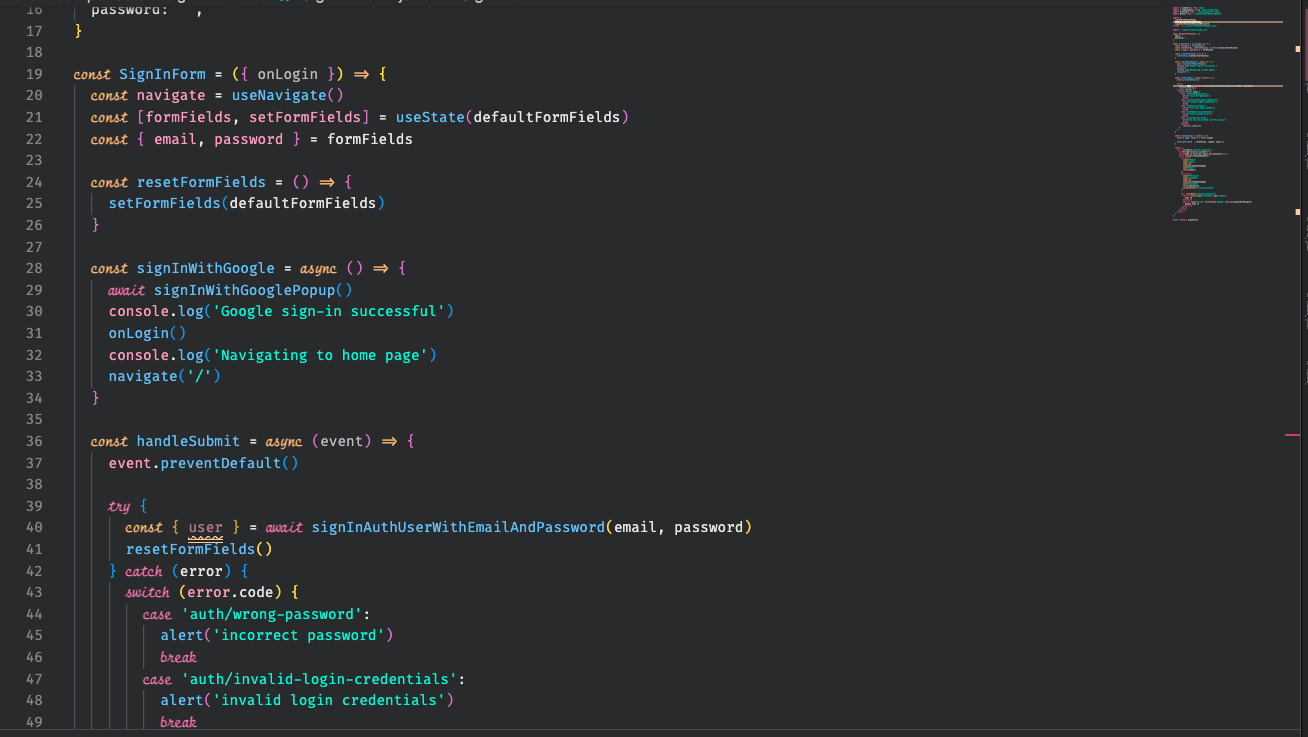 16 password: '',
17 }
18
19 const SignInForm = ({ onLogin }) => {
20 const navigate = useNavigate()
21 const [formFields, setFormFields] = useState(defaultFormFields)
22 const { email, password } = formFields
23
24 const resetFormFields = () => {
25 setFormFields(defaultFormFields)
26 }
27
28 const signInWithGoogle = async () => {
29 await signInWithGooglePopup()
30 console.log('Google sign-in successful')
31 onLogin()
32 console.log('Navigating to home page')
33 navigate('/')
34 }
35
36 const handleSubmit = async (event) => {
37 event.preventDefault()
38
39 try {
40 const { user } = await signInAuthUserWithEmailAndPassword(email, password)
41 resetFormFields()
42 } catch (error) {
43 switch (error.code) {
44 case 'auth/wrong-password':
45 alert('incorrect password')
46 break
47 case 'auth/invalid-login-credentials':
48 alert('invalid login credentials')
49 break